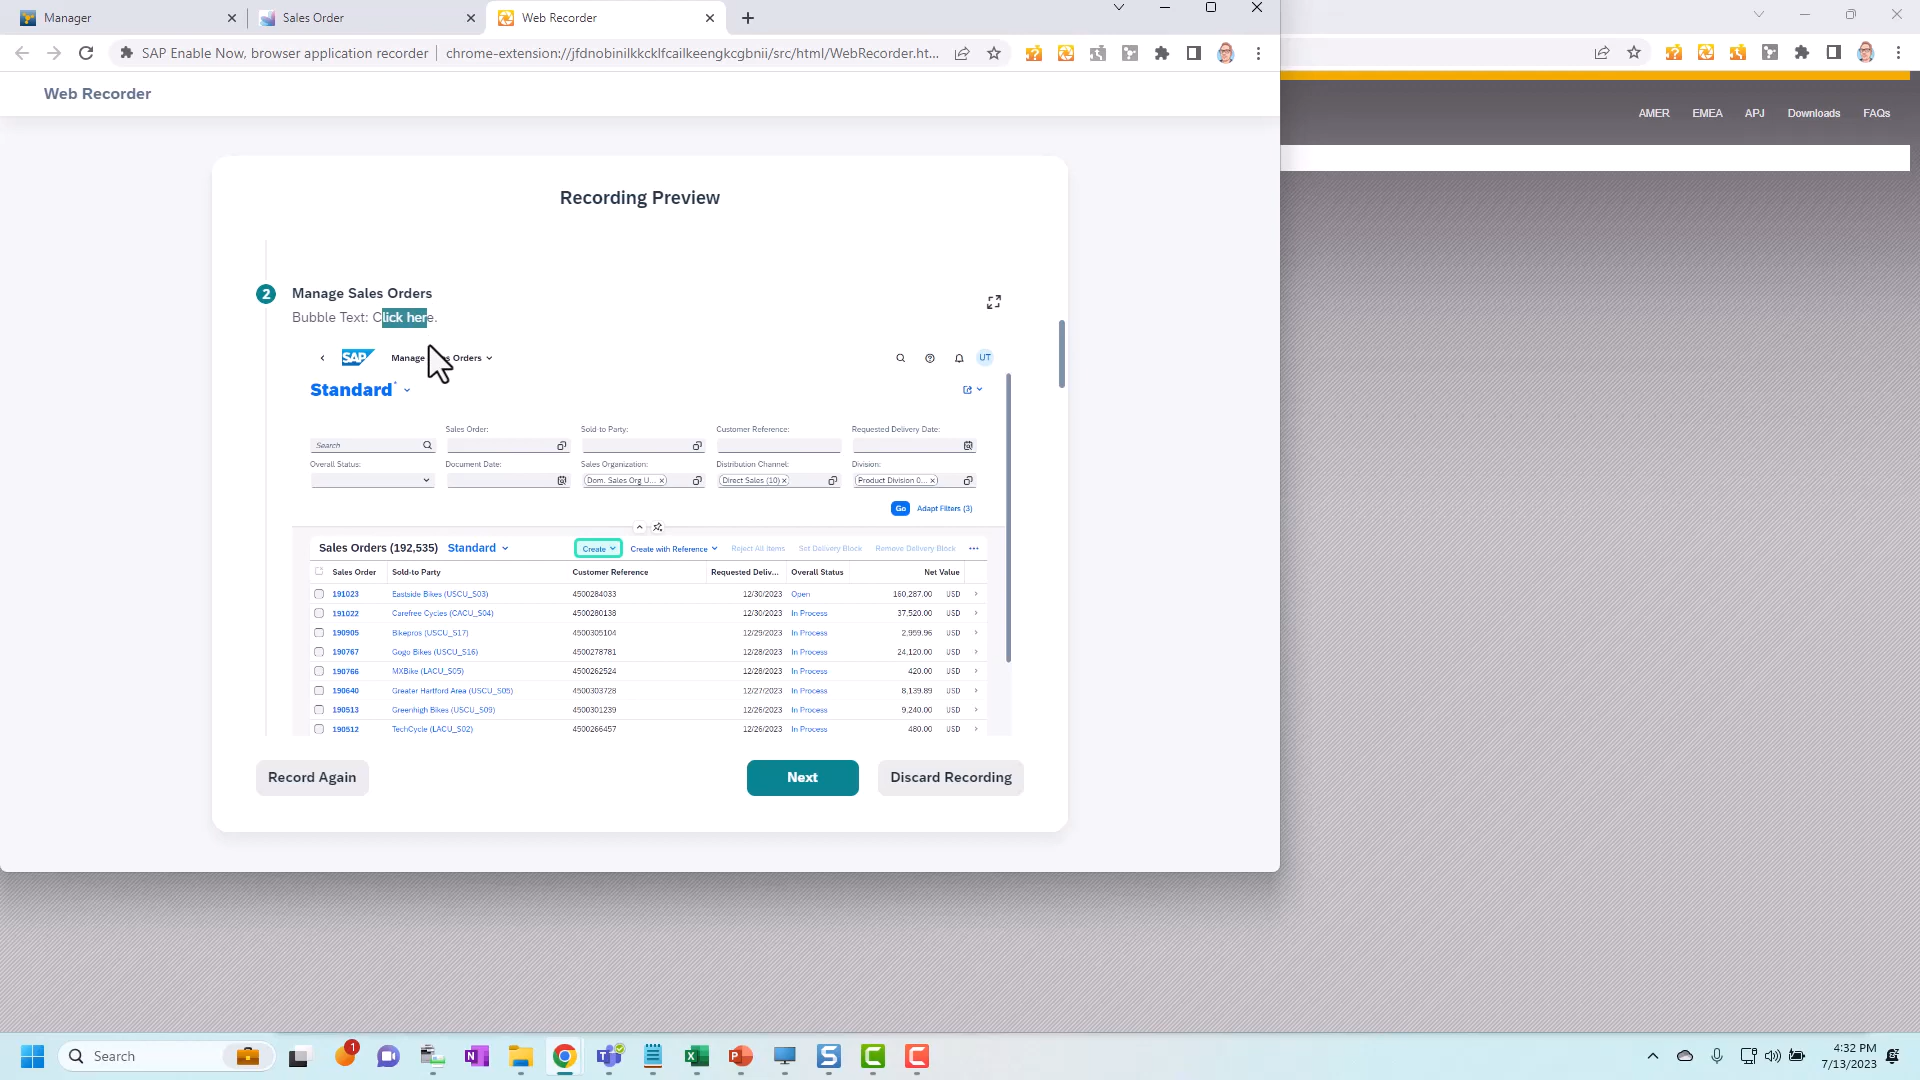 Manager
Sales Order
Web Recorder
SAP Enable Now, browser application recorder
chrome-extension://jfdnobinilkkcklfcailkeengkcgbnii/src/html/WebRecorder.ht...
Web Recorder
AMER EMEA APJ Downloads FAQs
Recording Preview
2 Manage Sales Orders
Bubble Text: Click here.
SAP Manage Sales Orders UT
Standard*
Sales Order: Sold-to Party: Customer Reference: Requested Delivery Date:
Search
Overall Status: Document Date: Sales Organization: Distribution Channel: Division:
Dom. Sales Org U... Direct Sales (10) Product Division 0...
Go Adapt Filters (3)
Sales Orders (192,535) Standard Create Create with Reference Reject All Items Set Delivery Block Remove Delivery Block ...
Sales Order Sold-to Party Customer Reference Requested Deliv... Overall Status Net Value
191023 Eastside Bikes (USCU_S03) 4500284033 12/30/2023 Open 160,287.00 USD
191022 Carefree Cycles (CACU_S04) 4500280138 12/30/2023 In Process 37,520.00 USD
190905 Bikepros (USCU_S17) 4500305104 12/29/2023 In Process 2,959.96 USD
190767 Gogo Bikes (USCU_S16) 4500278781 12/28/2023 In Process 24,120.00 USD
190766 MXBike (LACU_S05) 4500262524 12/28/2023 In Process 420.00 USD
190640 Greater Hartford Area (USCU_S05) 4500303728 12/27/2023 In Process 8,139.89 USD
190513 Greenhigh Bikes (USCU_S09) 4500301239 12/26/2023 In Process 9,240.00 USD
190512 TechCycle (LACU_S02) 4500266457 12/26/2023 In Process 480.00 USD
Record Again Next Discard Recording
Search
1
4:32 PM
7/13/2023